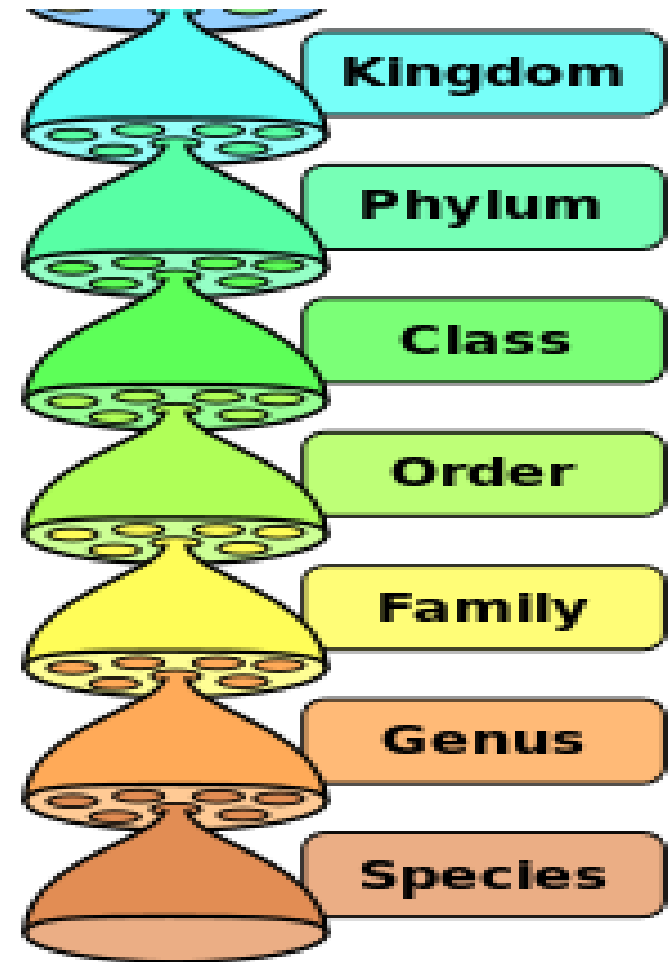 Kingdom
Phylum
Class
Order
Family
Genus
Species